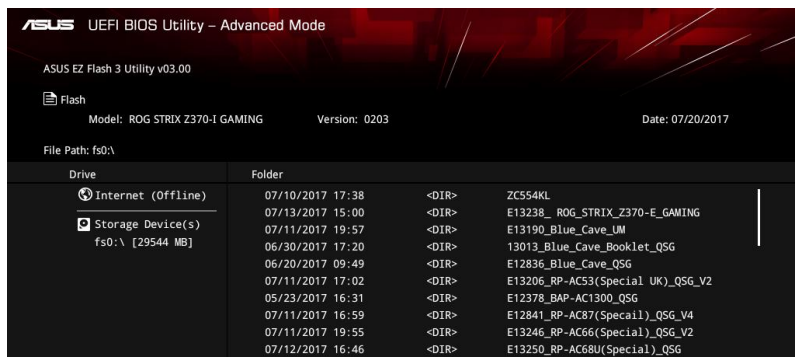 ASUS UEFI BIOS Utility – Advanced Mode
ASUS EZ Flash 3 Utility v03.00
Flash
Model: ROG STRIX Z370-I GAMING Version: 0203 Date: 07/20/2017
File Path: fs0:\
Drive Folder
Internet (Offline) 07/10/2017 17:38 <DIR> ZC554KL
07/13/2017 15:00 <DIR> E13238_ ROG_STRIX_Z370-E_GAMING
Storage Device(s) 07/11/2017 19:57 <DIR> E13190_Blue_Cave_UM
fs0:\ [29544 MB] 06/30/2017 17:20 <DIR> 13013_Blue_Cave_Booklet_QSG
06/20/2017 09:49 <DIR> E12836_Blue_Cave_QSG
07/11/2017 17:02 <DIR> E13206_RP-AC53(Special UK)_QSG_V2
05/23/2017 16:31 <DIR> E12378_BAP-AC1300_QSG
07/11/2017 16:59 <DIR> E12841_RP-AC87(Specail)_QSG_V4
07/11/2017 19:55 <DIR> E13246_RP-AC66(Special)_QSG_V2
07/12/2017 16:46 <DIR> E13250_RP-AC68U(Special)_QSG